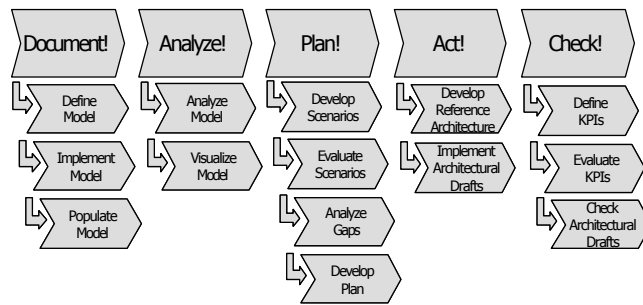 Document!
Analyze!
Plan!
Act!
Check!
Define
Model
Implement
Model
Populate
Model
Analyze
Model
Visualize
Model
Develop
Scenarios
Evaluate
Scenarios
Analyze
Gaps
Develop
Plan
Develop
Reference
Architecture
Implement
Architectural
Drafts
Define
KPIs
Evaluate
KPIs
Check
Architectural
Drafts